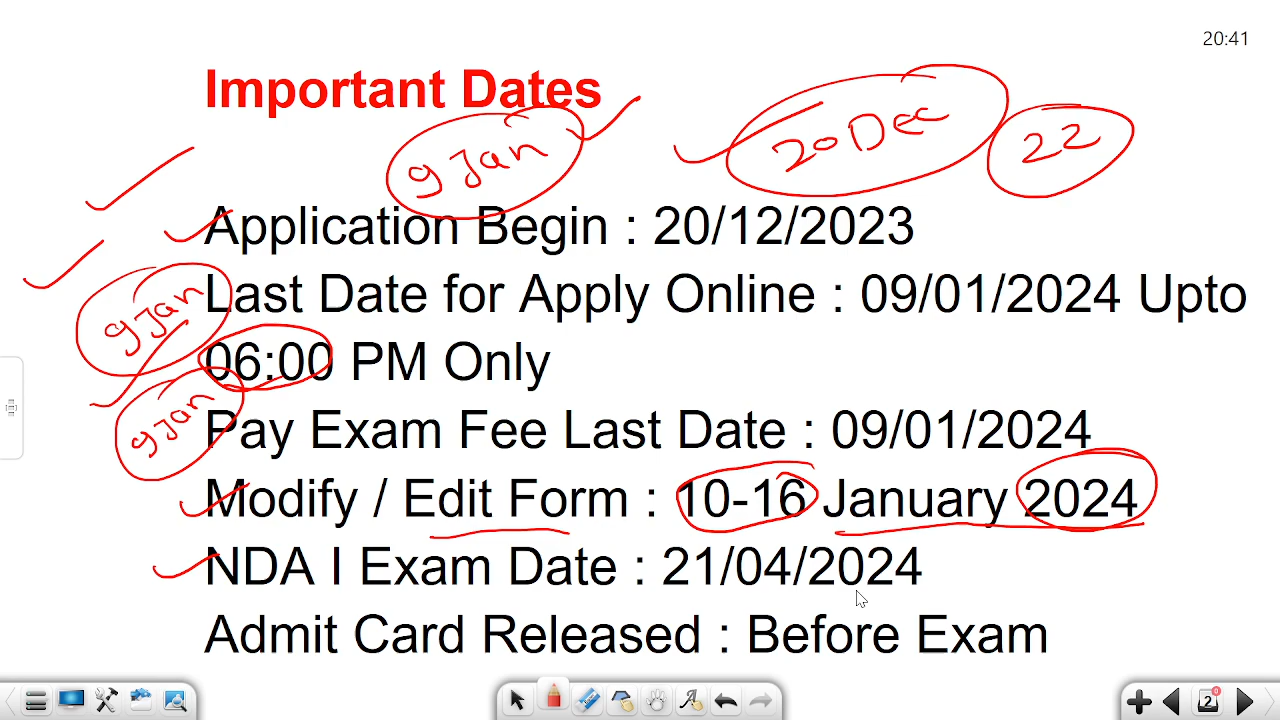 20:41
Important Dates
9 Jan
20 Dec
22
Application Begin : 20/12/2023
Last Date for Apply Online : 09/01/2024 Upto
9 Jan
06:00 PM Only
9 Jan
Pay Exam Fee Last Date : 09/01/2024
Modify / Edit Form : 10-16 January 2024
NDA I Exam Date : 21/04/2024
Admit Card Released : Before Exam
2